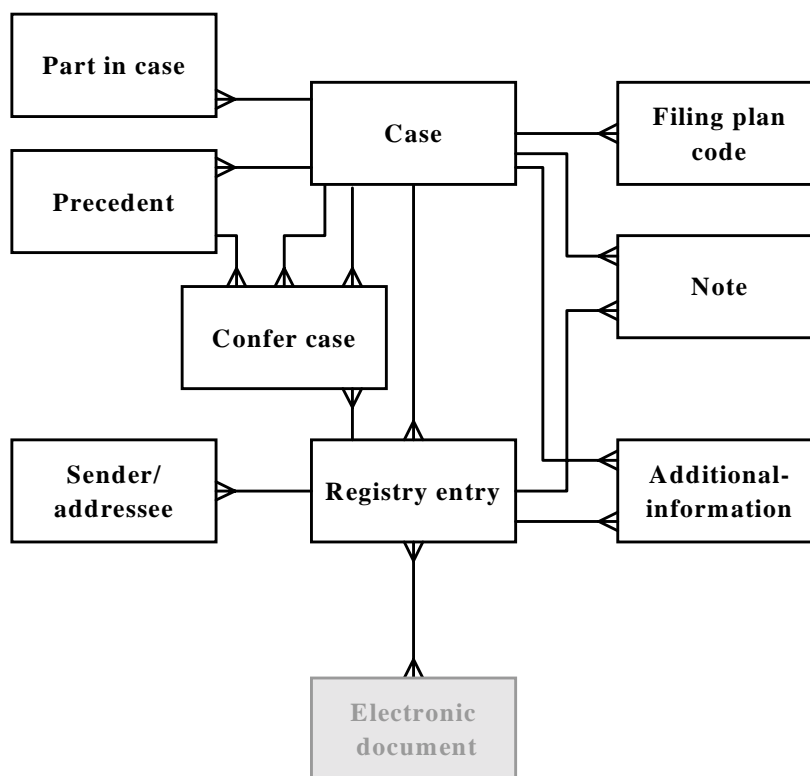 Part in case
Case
Filing plan
code
Precedent
Note
Confer case
Sender/
addressee
Registry entry
Additional-
information
Electronic
document